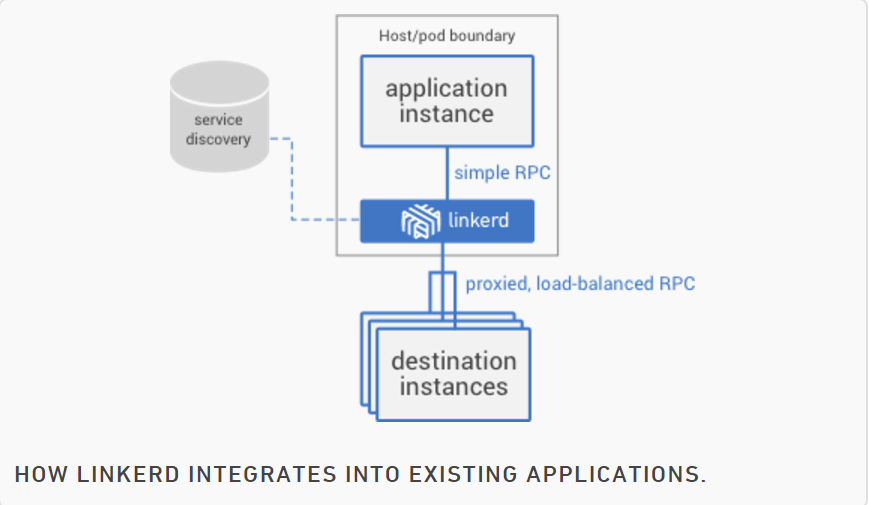 Host/pod boundary
application
instance
service
discovery
simple RPC
linkerd
proxied, load-balanced RPC
destination
instances
HOW LINKERD INTEGRATES INTO EXISTING APPLICATIONS.